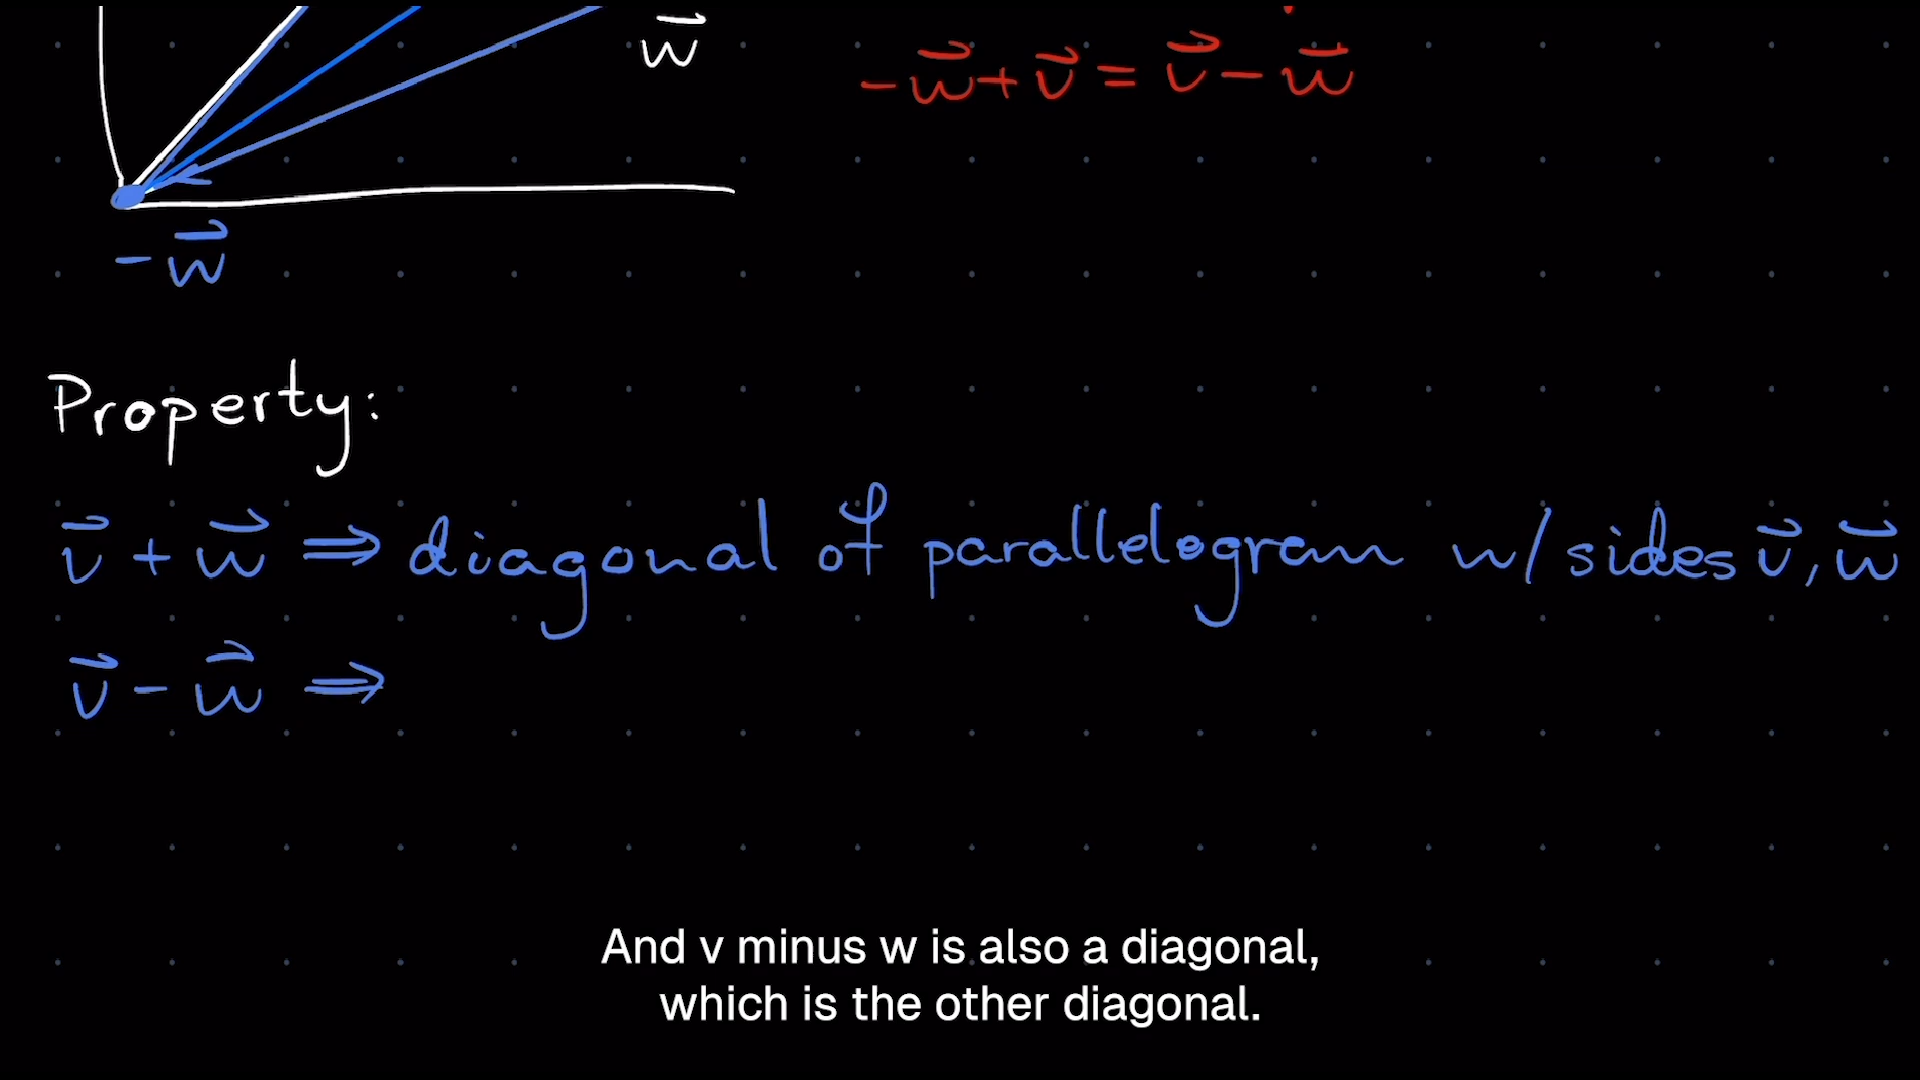 w⃗
-w⃗+v⃗ = v⃗-w⃗
-w⃗
Property:
v⃗ + w⃗ ⇒ diagonal of parallelogram w/ sides v⃗, w⃗
v⃗ - w⃗ ⇒
And v minus w is also a diagonal,
which is the other diagonal.